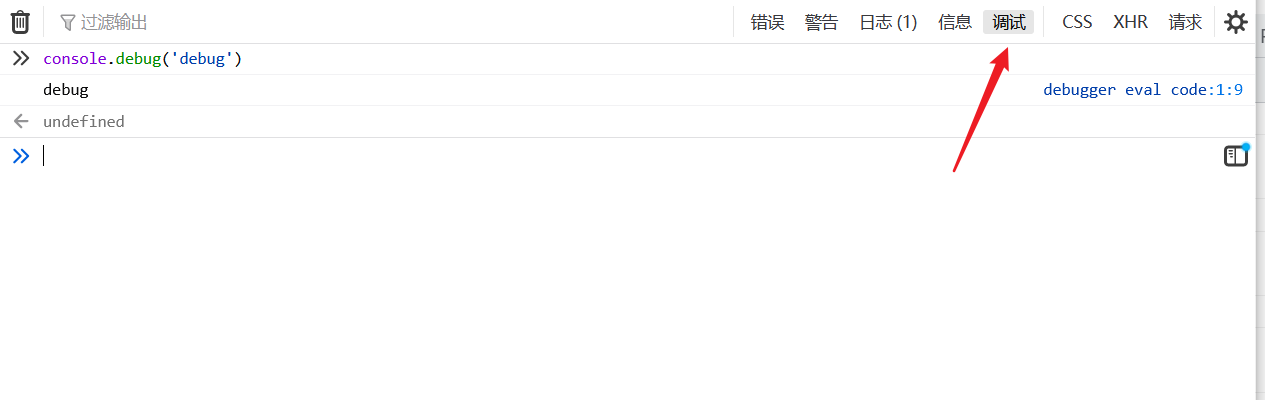 过滤输出 错误 警告 日志 (1) 信息 调试 CSS XHR 请求
console.debug('debug')
debug debugger eval code:1:9
undefined